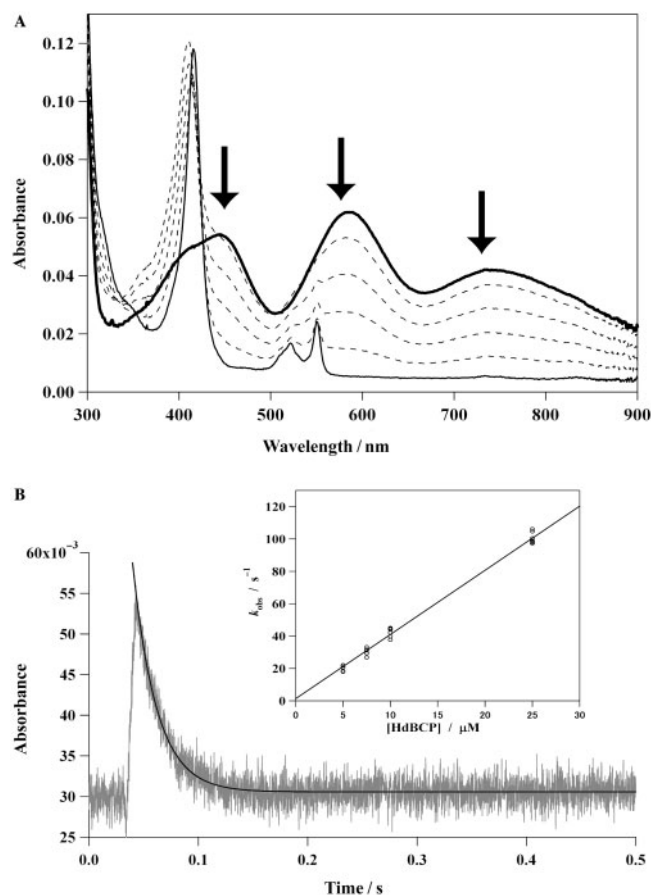 A
0.12
0.10
0.08
0.06
0.04
0.02
0.00
Absorbance
300 400 500 600 700 800 900
Wavelength / nm
B
60x10⁻³
55
50
45
40
35
30
25
Absorbance
0.0 0.1 0.2 0.3 0.4 0.5
Time / s
120
100
80
60
40
20
0
k_obs / s⁻¹
0 5 10 15 20 25 30
[HdBCP] / μM